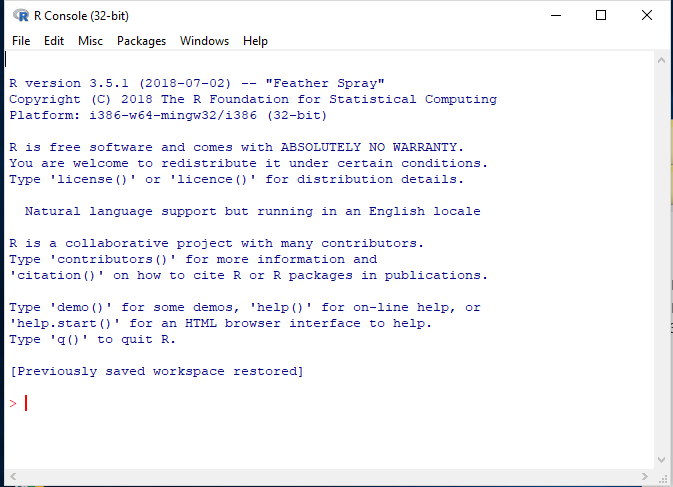 R Console (32-bit)
File Edit Misc Packages Windows Help
R version 3.5.1 (2018-07-02) -- "Feather Spray"
Copyright (C) 2018 The R Foundation for Statistical Computing
Platform: i386-w64-mingw32/i386 (32-bit)
R is free software and comes with ABSOLUTELY NO WARRANTY.
You are welcome to redistribute it under certain conditions.
Type 'license()' or 'licence()' for distribution details.
Natural language support but running in an English locale
R is a collaborative project with many contributors.
Type 'contributors()' for more information and
'citation()' on how to cite R or R packages in publications.
Type 'demo()' for some demos, 'help()' for on-line help, or
'help.start()' for an HTML browser interface to help.
Type 'q()' to quit R.
[Previously saved workspace restored]
>